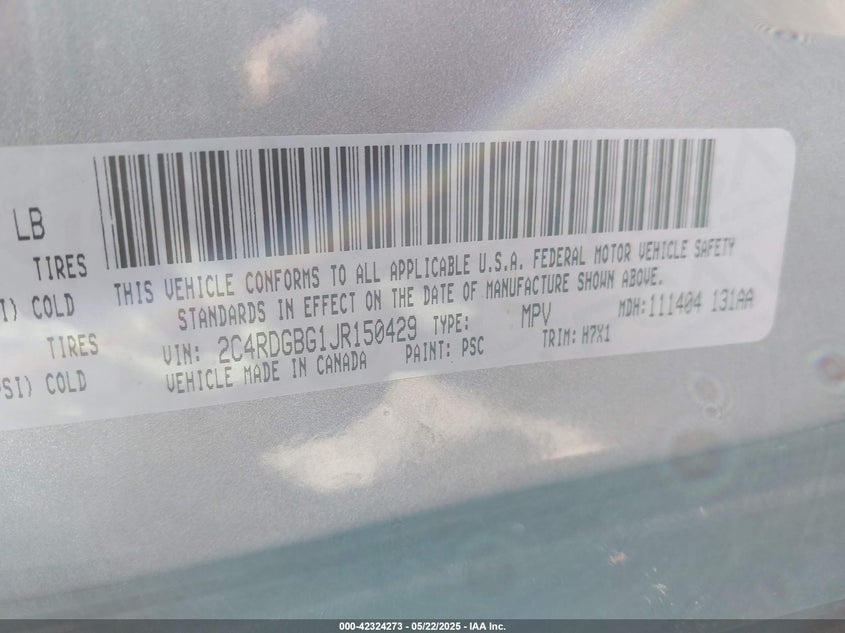 LB
TIRES
I) COLD
TIRES
SI) COLD
THIS VEHICLE CONFORMS TO ALL APPLICABLE U.S.A. FEDERAL MOTOR VEHICLE SAFETY
STANDARDS IN EFFECT ON THE DATE OF MANUFACTURE SHOWN ABOVE.
VIN: 2C4RDGBG1JR150429 TYPE: MPV MDH:111404 131AA
VEHICLE MADE IN CANADA PAINT: PSC TRIM: H7X1
000-42324273 - 05/22/2025 - IAA Inc.